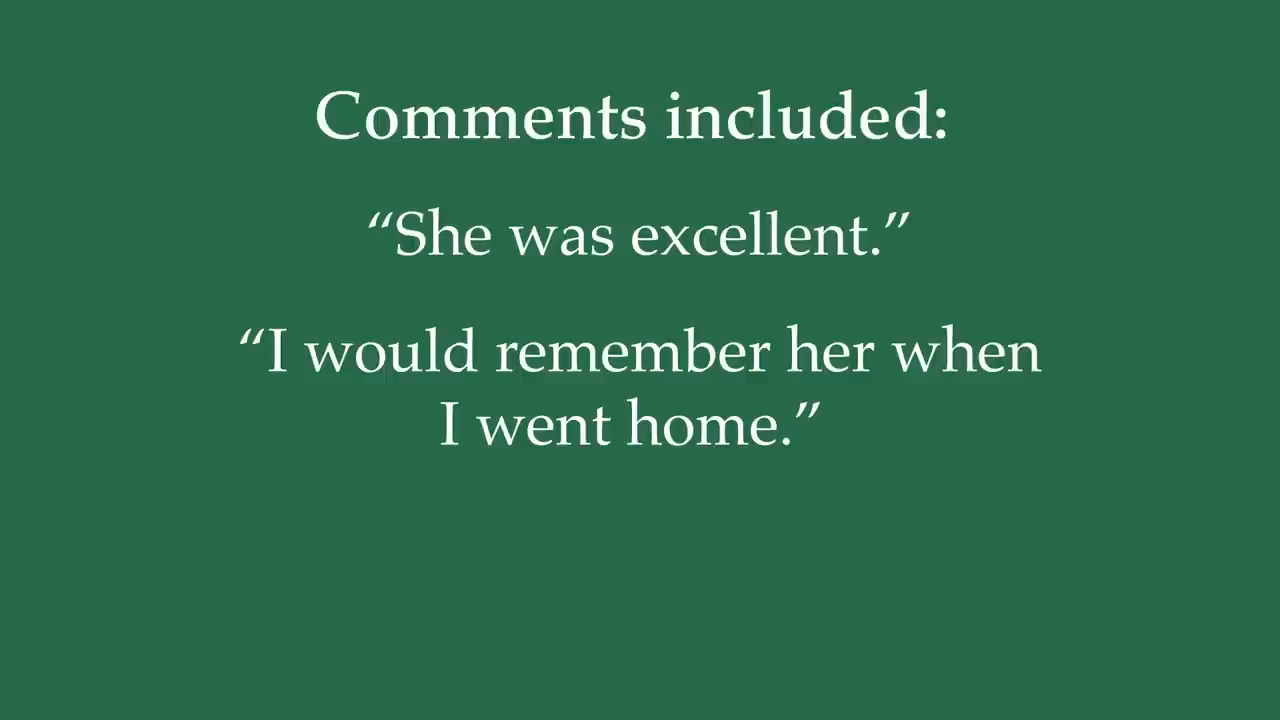 Comments included:
“She was excellent.”
“I would remember her when
I went home.”